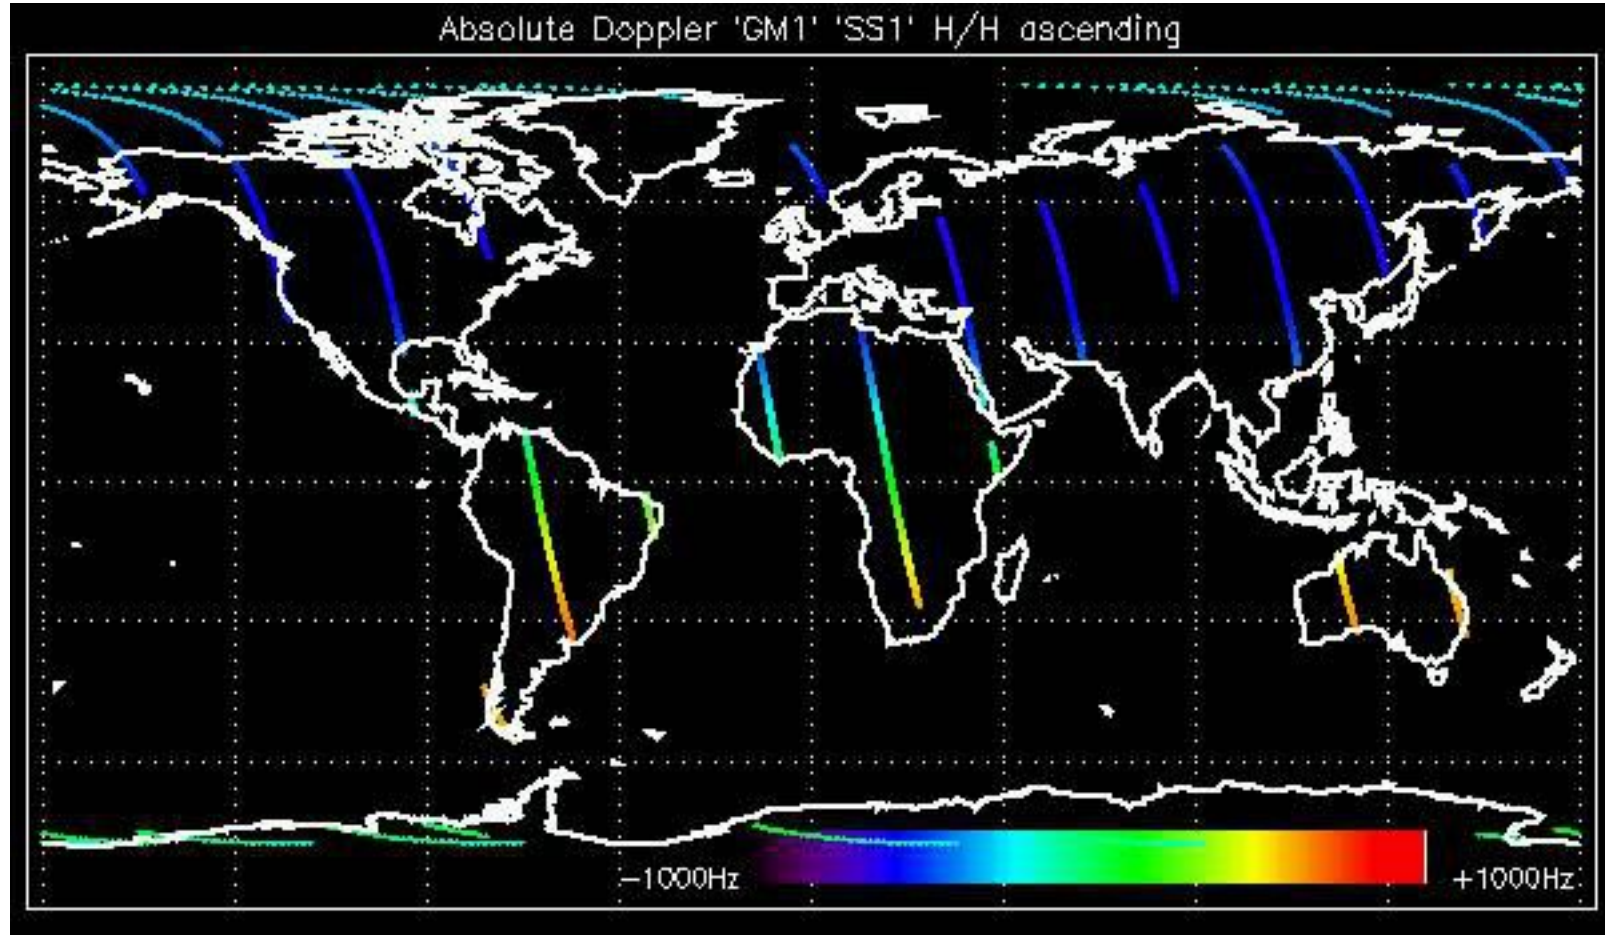 Absolute Doppler 'GM1' 'SS1' H/H ascending
-1000Hz
+1000Hz